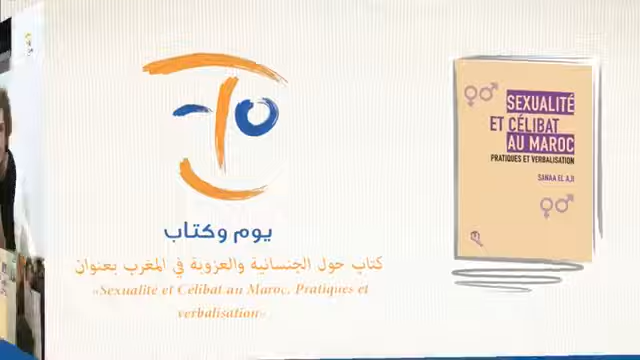 يوم وكتاب
كتاب حول الجنسانية والعزوبة في المغرب بعنوان
«Sexualité et Célibat au Maroc. Pratiques et
verbalisation»
SEXUALITÉ
ET CÉLIBAT
AU MAROC
PRATIQUES ET VERBALISATION
SANAA EL AJI